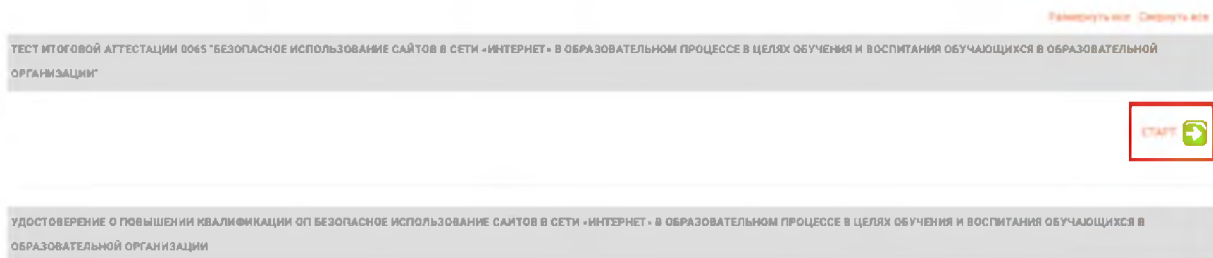 Развернуть все Свернуть все
ТЕСТ ИТОГОВОЙ АТТЕСТАЦИИ 0065 "БЕЗОПАСНОЕ ИСПОЛЬЗОВАНИЕ САЙТОВ В СЕТИ «ИНТЕРНЕТ» В ОБРАЗОВАТЕЛЬНОМ ПРОЦЕССЕ В ЦЕЛЯХ ОБУЧЕНИЯ И ВОСПИТАНИЯ ОБУЧАЮЩИХСЯ В ОБРАЗОВАТЕЛЬНОЙ
ОРГАНИЗАЦИИ"
СТАРТ
УДОСТОВЕРЕНИЕ О ПОВЫШЕНИИ КВАЛИФИКАЦИИ ОП БЕЗОПАСНОЕ ИСПОЛЬЗОВАНИЕ САЙТОВ В СЕТИ «ИНТЕРНЕТ» В ОБРАЗОВАТЕЛЬНОМ ПРОЦЕССЕ В ЦЕЛЯХ ОБУЧЕНИЯ И ВОСПИТАНИЯ ОБУЧАЮЩИХСЯ В
ОБРАЗОВАТЕЛЬНОЙ ОРГАНИЗАЦИИ